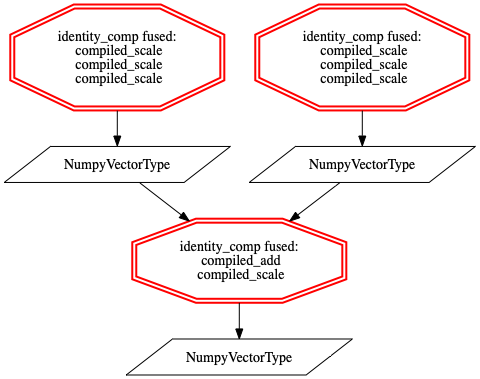 identity_comp fused:
compiled_scale
compiled_scale
compiled_scale
identity_comp fused:
compiled_scale
compiled_scale
compiled_scale
NumpyVectorType
NumpyVectorType
identity_comp fused:
compiled_add
compiled_scale
NumpyVectorType